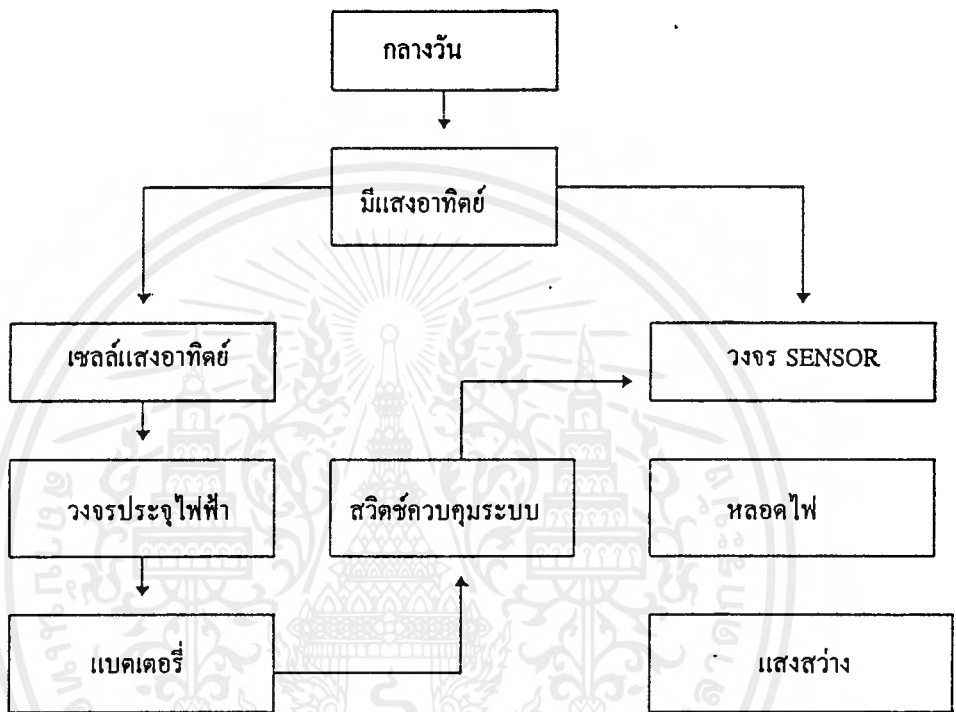 กลางวัน
มีแสงอาทิตย์
เซลล์แสงอาทิตย์
วงจร SENSOR
วงจรประจุไฟฟ้า
สวิตช์ควบคุมระบบ
หลอดไฟ
แบตเตอรี่
แสงสว่าง